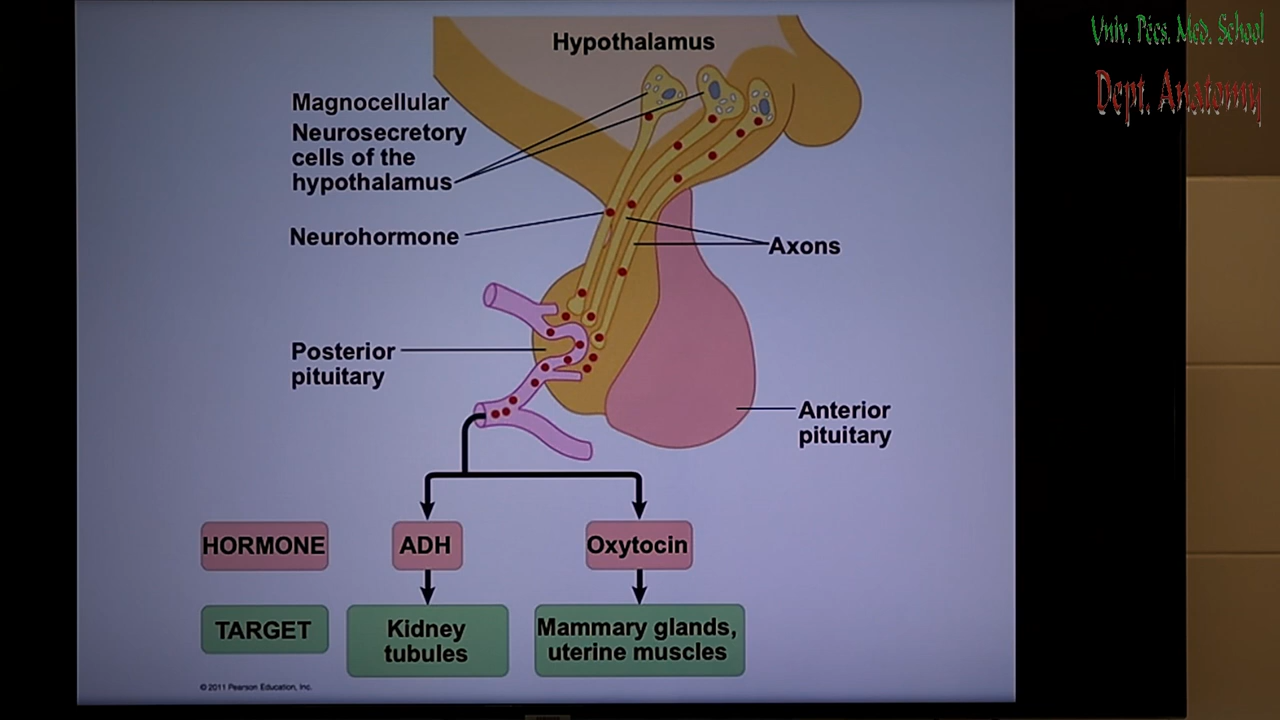 Univ. Pécs. Med. School
Dept. Anatomy
Hypothalamus
Magnocellular
Neurosecretory
cells of the
hypothalamus
Neurohormone
Axons
Posterior
pituitary
Anterior
pituitary
HORMONE
ADH
Oxytocin
TARGET
Kidney
tubules
Mammary glands,
uterine muscles
© 2011 Pearson Education, Inc.